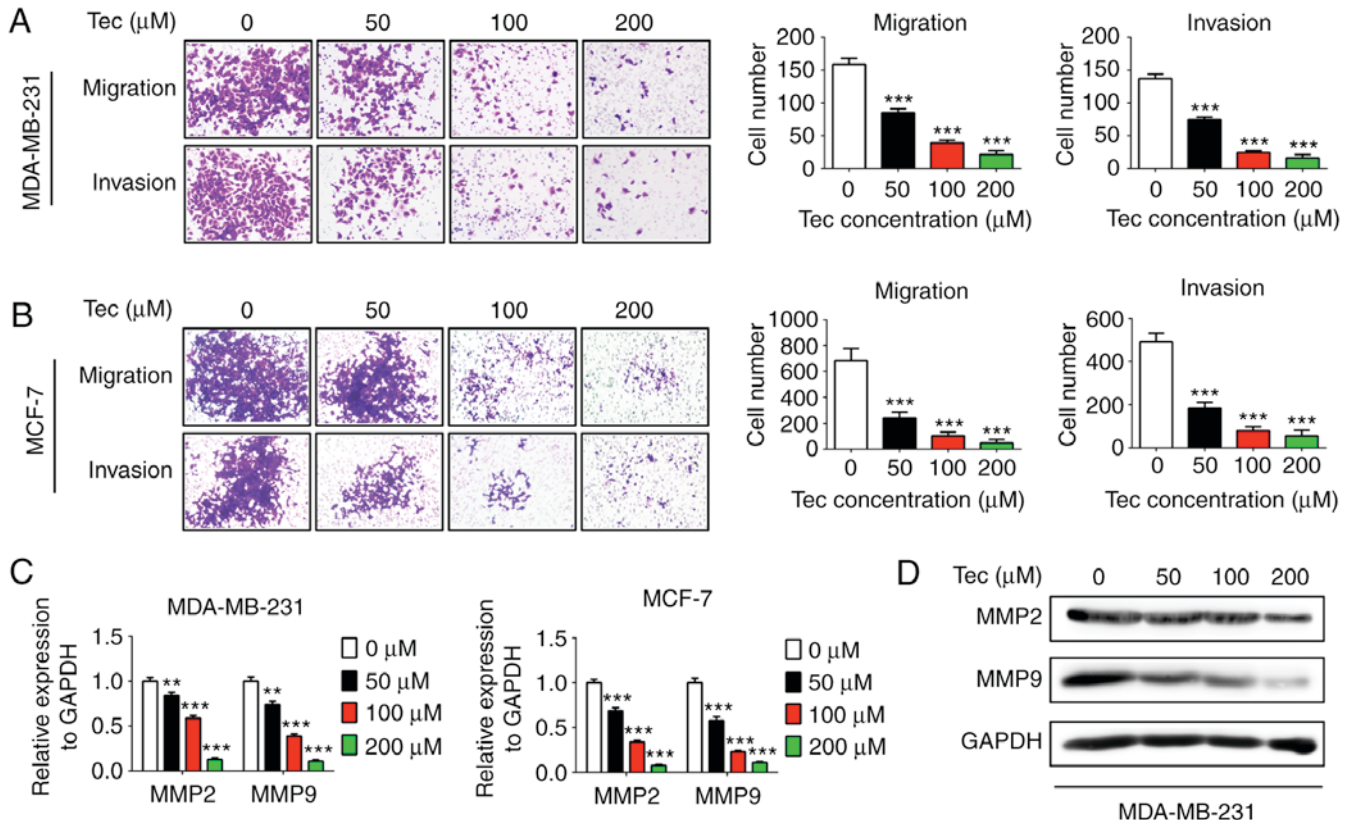 A
Tec (μM) 0 50 100 200
MDA-MB-231
Migration
Invasion
Migration
Cell number
200
150
100
50
0
*** *** ***
0 50 100 200
Tec concentration (μM)
Invasion
Cell number
200
150
100
50
0
*** *** ***
0 50 100 200
Tec concentration (μM)
B
Tec (μM) 0 50 100 200
MCF-7
Migration
Invasion
Migration
Cell number
1000
800
600
400
200
0
*** *** ***
0 50 100 200
Tec concentration (μM)
Invasion
Cell number
600
400
200
0
*** *** ***
0 50 100 200
Tec concentration (μM)
C
MDA-MB-231
Relative expression
to GAPDH
1.5
1.0
0.5
0.0
** *** *** ** *** ***
MMP2 MMP9
0 μM
50 μM
100 μM
200 μM
MCF-7
Relative expression
to GAPDH
1.5
1.0
0.5
0.0
*** *** *** *** *** ***
MMP2 MMP9
0 μM
50 μM
100 μM
200 μM
D
Tec (μM) 0 50 100 200
MMP2
MMP9
GAPDH
MDA-MB-231